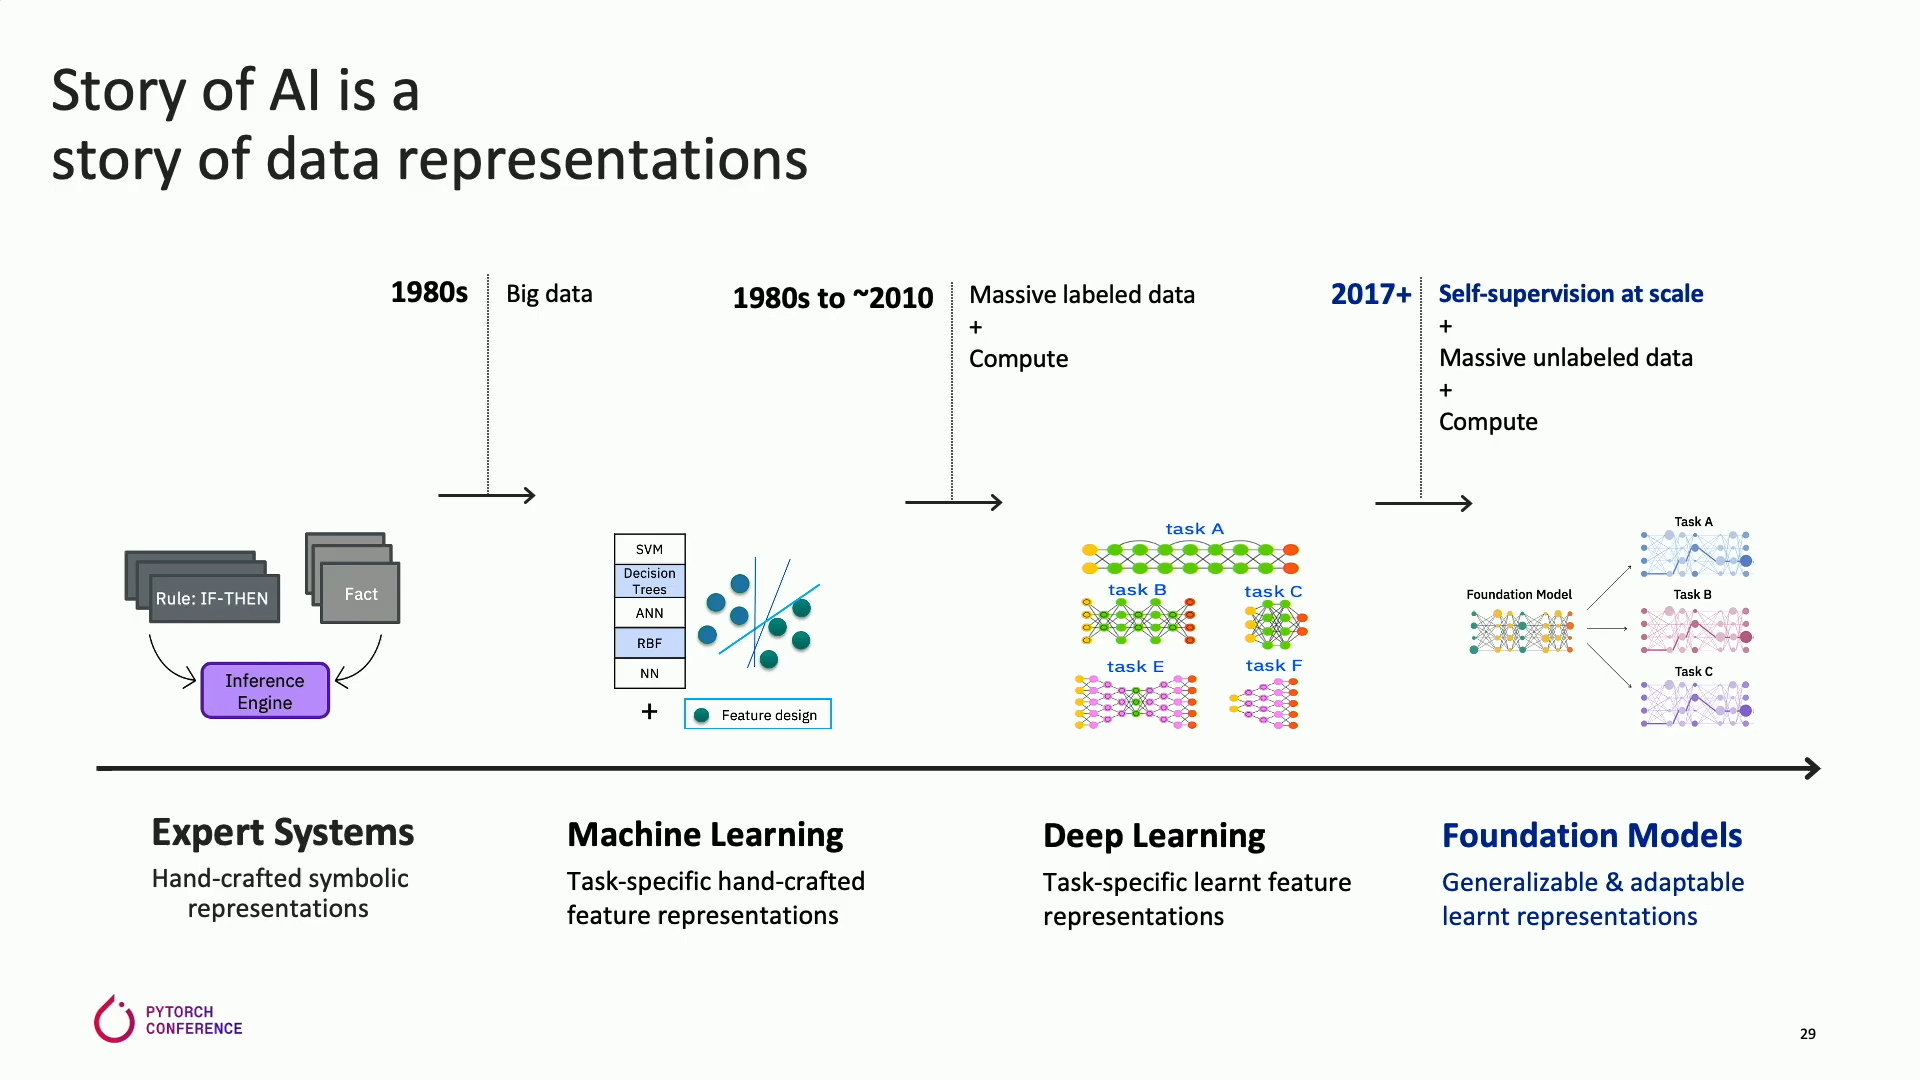 Story of AI is a
story of data representations
1980s
Big data
1980s to ~2010
Massive labeled data
+
Compute
2017+
Self-supervision at scale
+
Massive unlabeled data
+
Compute
Rule: IF-THEN
Fact
Inference
Engine
SVM
Decision
Trees
ANN
RBF
NN
+
Feature design
task A
task B
task C
task E
task F
Foundation Model
Task A
Task B
Task C
Expert Systems
Hand-crafted symbolic
representations
Machine Learning
Task-specific hand-crafted
feature representations
Deep Learning
Task-specific learnt feature
representations
Foundation Models
Generalizable & adaptable
learnt representations
PYTORCH
CONFERENCE
29